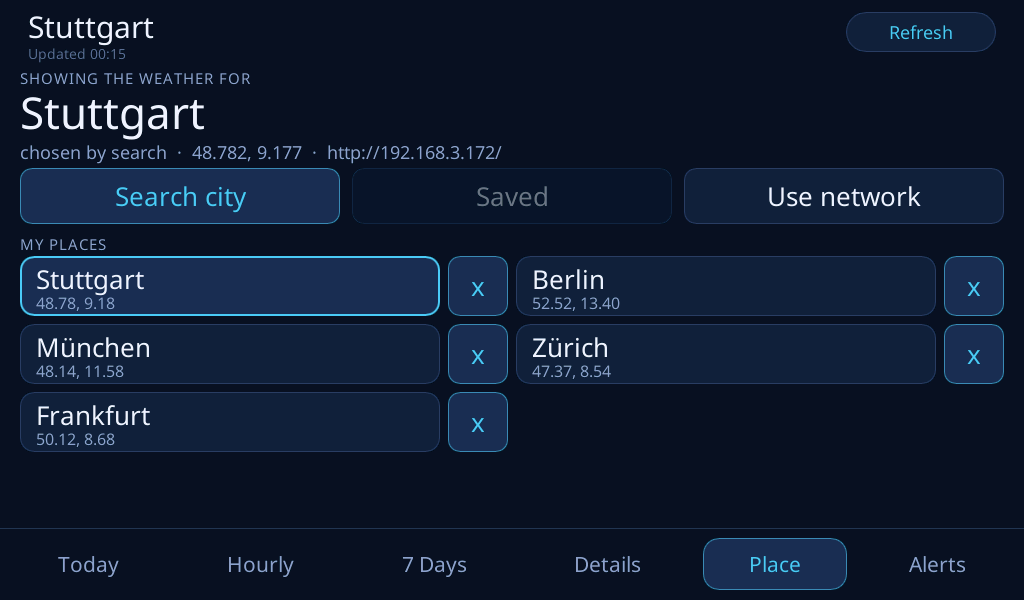 Stuttgart
Updated 00:15
Refresh
SHOWING THE WEATHER FOR
Stuttgart
chosen by search · 48.782, 9.177 · http://192.168.3.172/
Search city
Saved
Use network
MY PLACES
Stuttgart
48.78, 9.18
x
Berlin
52.52, 13.40
x
München
48.14, 11.58
x
Zürich
47.37, 8.54
x
Frankfurt
50.12, 8.68
x
Today
Hourly
7 Days
Details
Place
Alerts